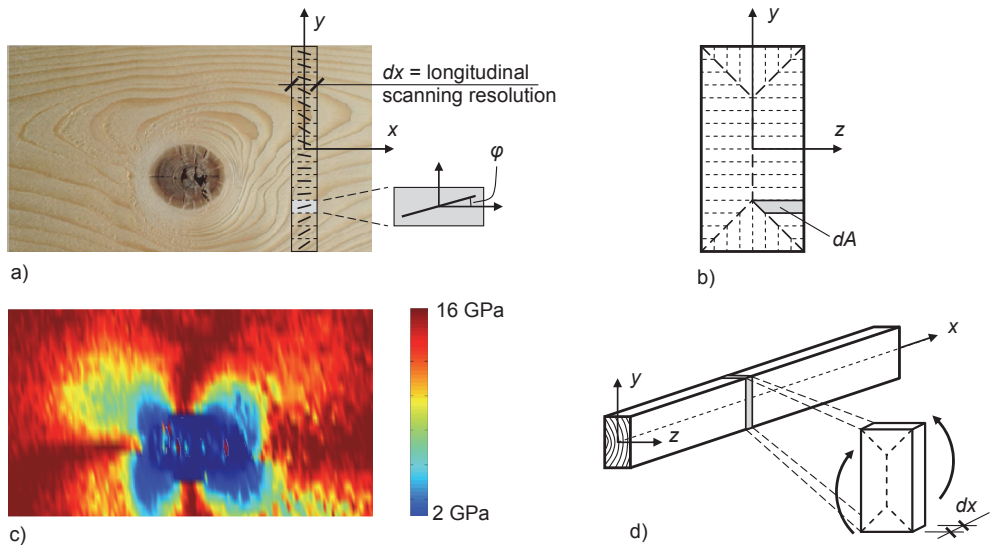 y
dx = longitudinal
scanning resolution
x
φ
a)
y
z
dA
b)
16 GPa
2 GPa
c)
x
y
z
dx
d)